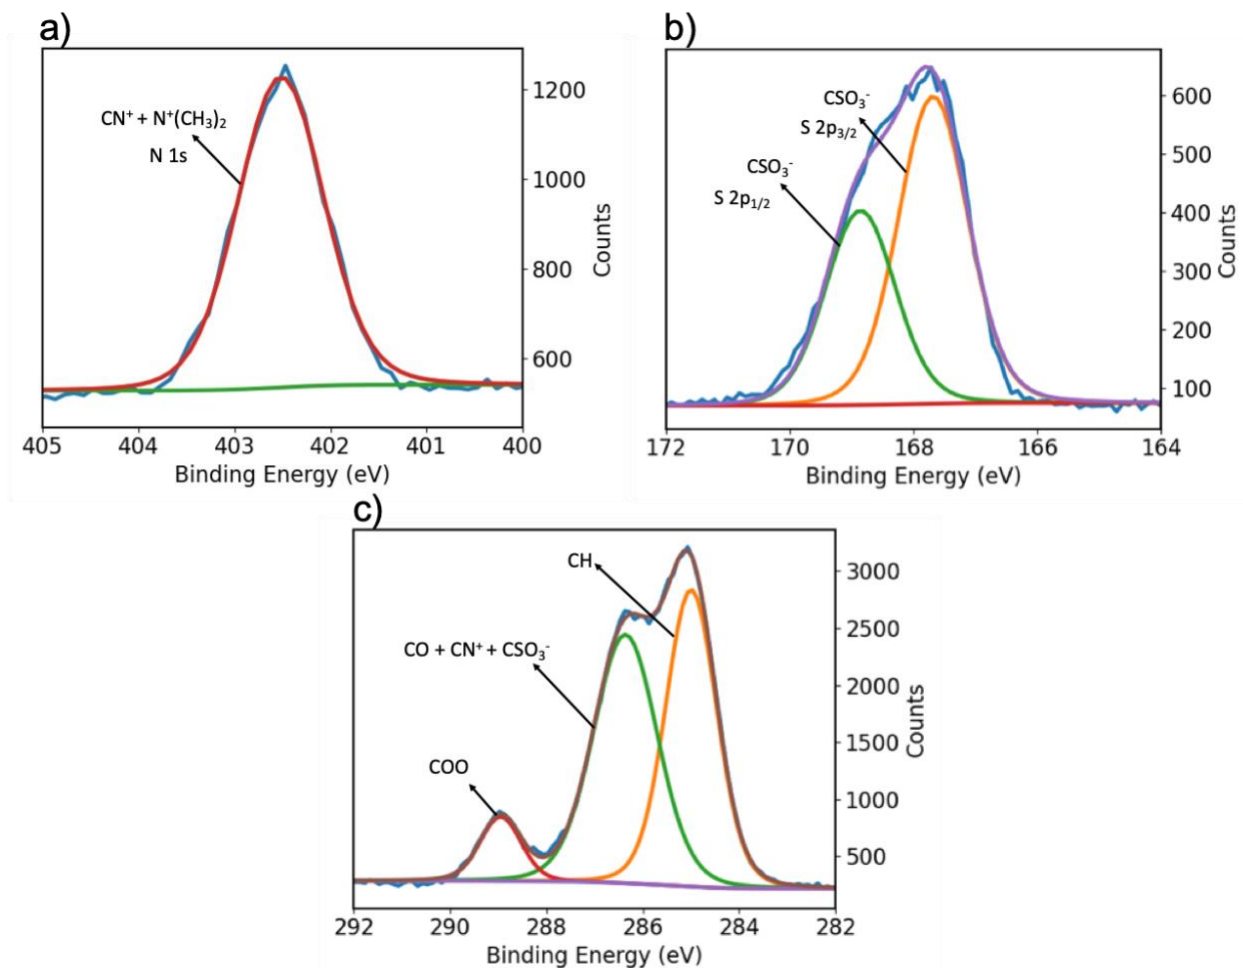 a)
CN⁺ + N⁺(CH₃)₂
N 1s
1200
1000
800
600
Counts
405 404 403 402 401 400
Binding Energy (eV)
b)
CSO₃⁻
S 2p₃/₂
CSO₃⁻
S 2p₁/₂
600
500
400
300
200
100
Counts
172 170 168 166 164
Binding Energy (eV)
c)
CH
CO + CN⁺ + CSO₃⁻
COO
3000
2500
2000
1500
1000
500
Counts
292 290 288 286 284 282
Binding Energy (eV)